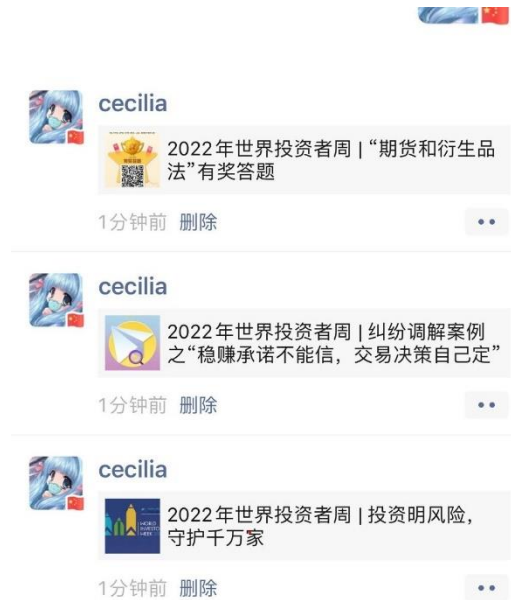 cecilia
2022年世界投资者周 | “期货和衍生品
法”有奖答题
1分钟前 删除
cecilia
2022年世界投资者周 | 纠纷调解案例
之“稳赚承诺不能信，交易决策自己定”
1分钟前 删除
cecilia
2022年世界投资者周 | 投资明风险，
守护千万家
1分钟前 删除